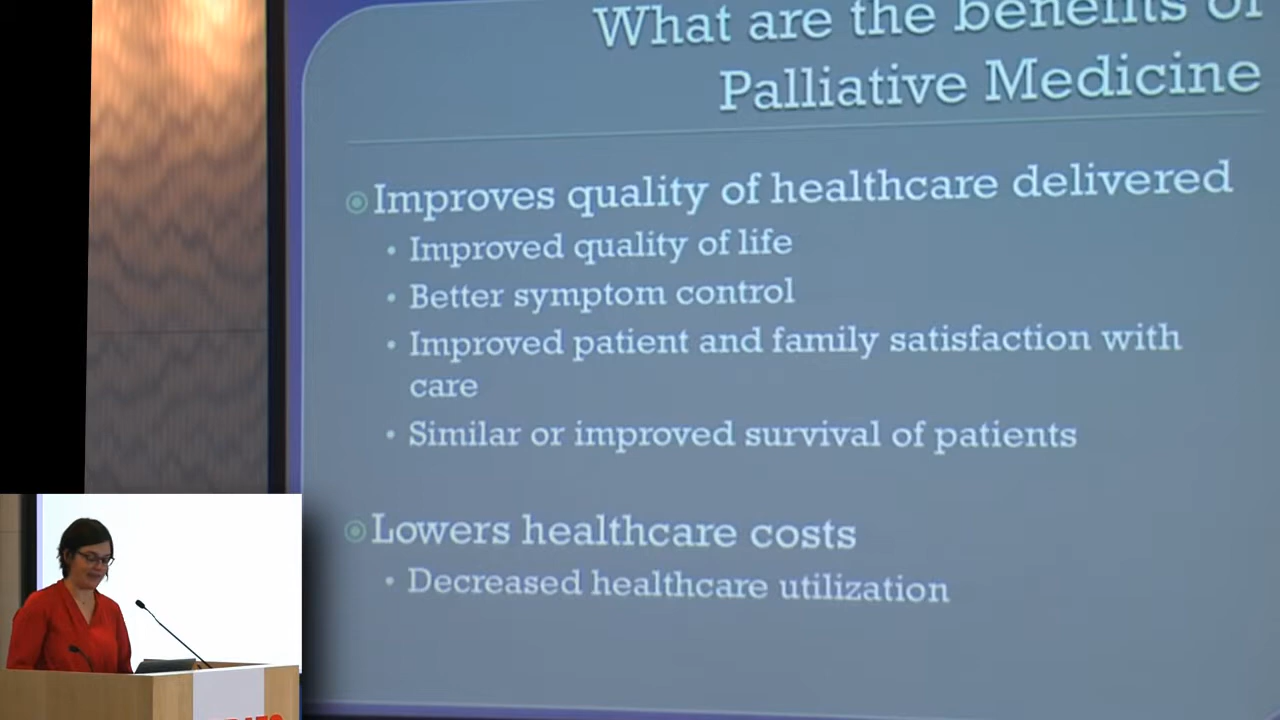 What are the benefits of
Palliative Medicine
Improves quality of healthcare delivered
• Improved quality of life
• Better symptom control
• Improved patient and family satisfaction with
care
• Similar or improved survival of patients
Lowers healthcare costs
• Decreased healthcare utilization